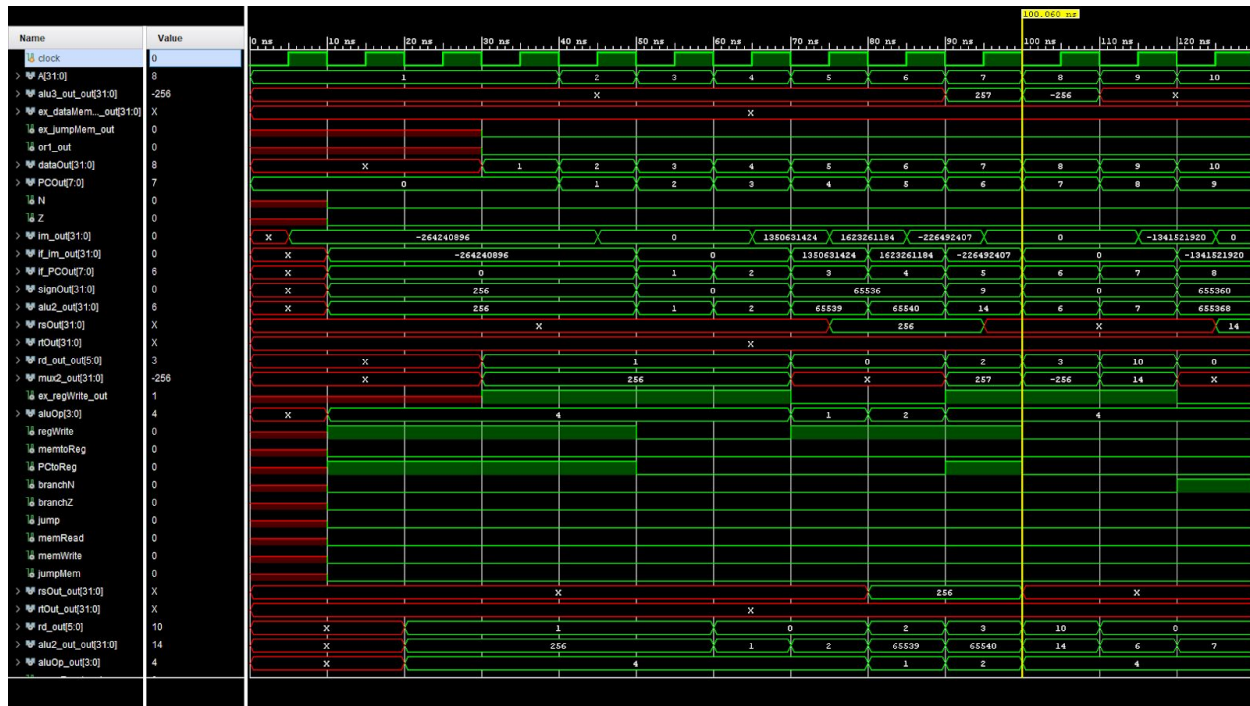 100.060 ns
Name Value
0 ns 10 ns 20 ns 30 ns 40 ns 50 ns 60 ns 70 ns 80 ns 90 ns 100 ns 110 ns 120 ns
clock 0
> A[31:0] 8 1 2 3 4 5 6 7 8 9 10
> alu3_out_out[31:0] -256 X 257 -256 X
> ex_dataMem..._out[31:0] X X
ex_jumpMem_out 0
or1_out 0
> dataOut[31:0] 8 X 1 2 3 4 5 6 7 8 9 10
> PCOut[7:0] 7 0 1 2 3 4 5 6 7 8 9
N 0
Z 0
> im_out[31:0] 0 X -264240896 0 1350631424 1623261184 -226492407 0 -1341521920 0
> if_im_out[31:0] 0 X -264240896 0 1350631424 1623261184 -226492407 0 -1341521920
> if_PCOut[7:0] 6 X 0 1 2 3 4 5 6 7 8
> signOut[31:0] 0 X 256 0 65536 9 0 655360
> alu2_out[31:0] 6 X 256 1 2 65539 65540 14 6 7 655368
> rsOut[31:0] X X 256 X 14
> rtOut[31:0] X X
> rd_out_out[5:0] 3 X 1 0 2 3 10 0
> mux2_out[31:0] -256 X 256 X 257 -256 14 X
ex_regWrite_out 1
> aluOp[3:0] 4 X 4 1 2 4
regWrite 0
memtoReg 0
PCtoReg 0
branchN 0
branchZ 0
jump 0
memRead 0
memWrite 0
jumpMem 0
> rsOut_out[31:0] X X 256 X
> rtOut_out[31:0] X X
> rd_out[5:0] 10 X 1 0 2 3 10 0
> alu2_out_out[31:0] 14 X 256 1 2 65539 65540 14 6 7
> aluOp_out[3:0] 4 X 4 1 2 4